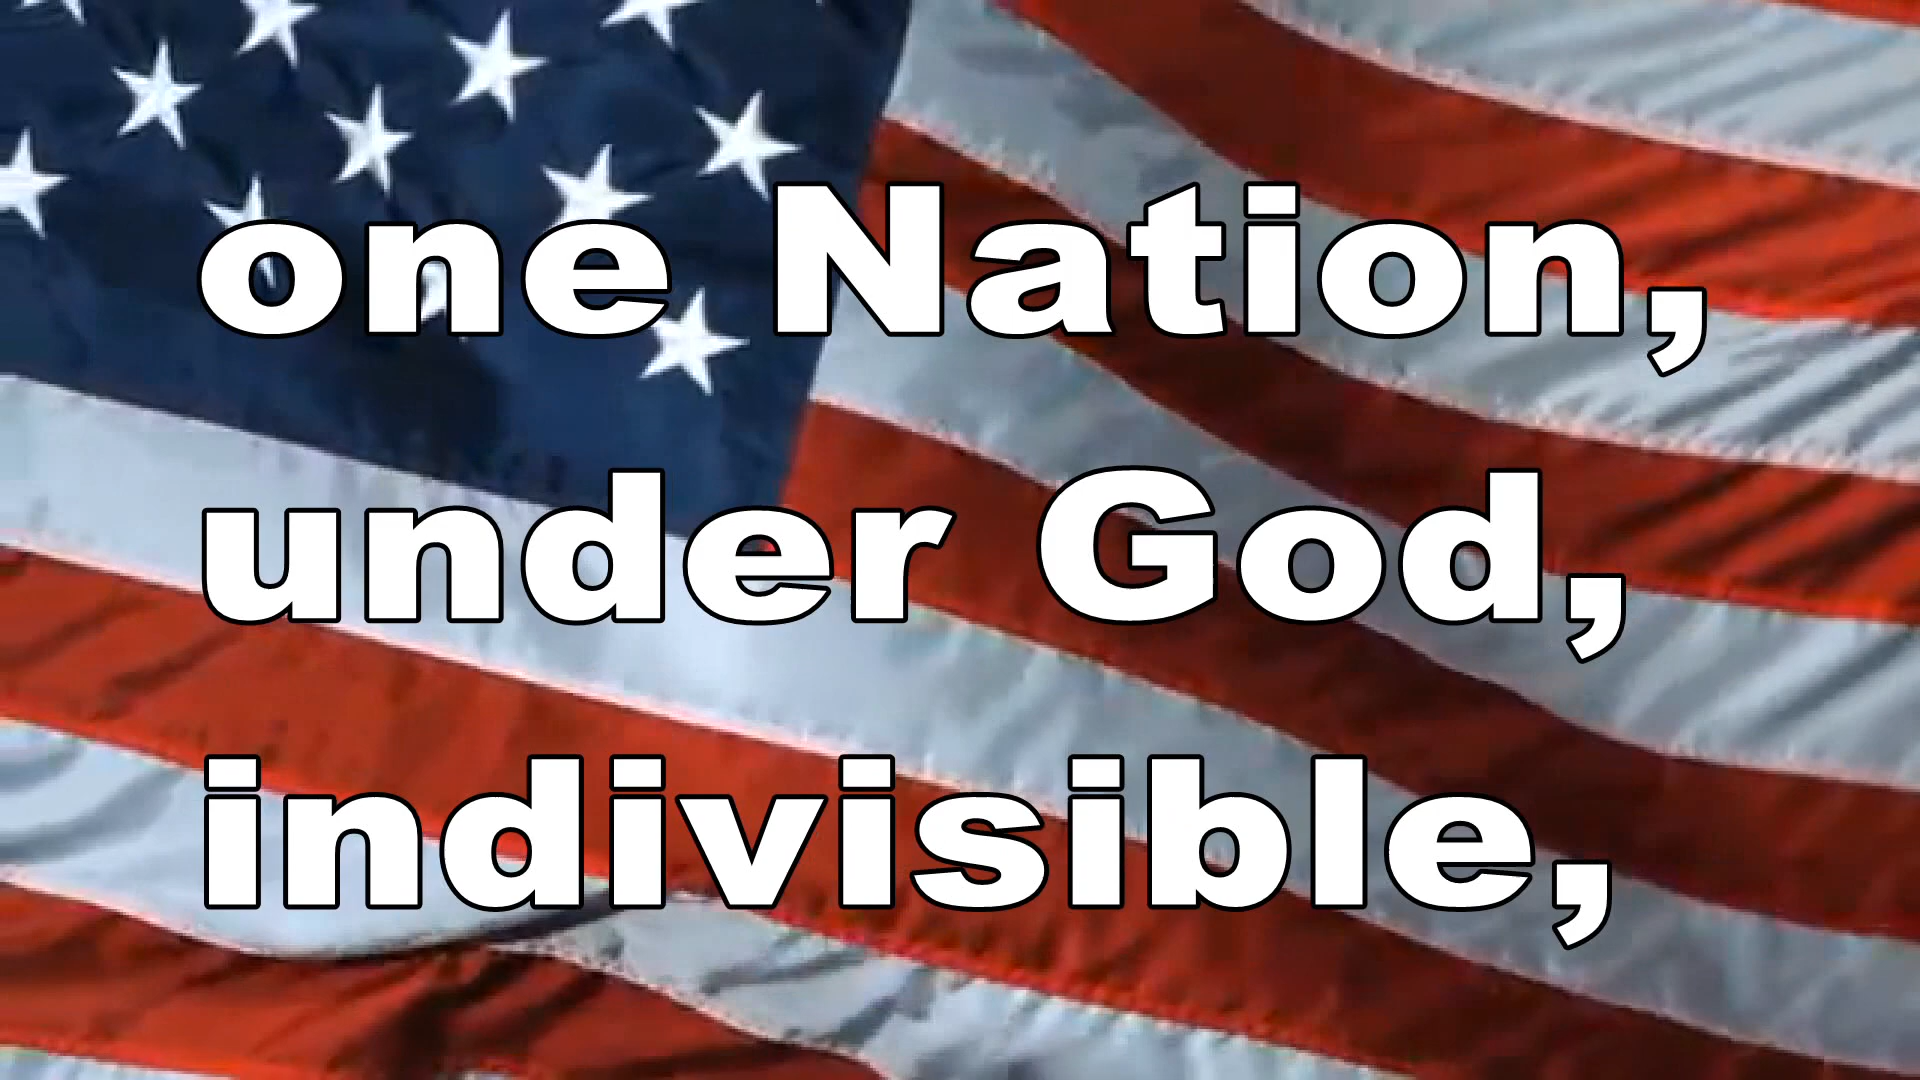 one Nation,
under God,
indivisible,